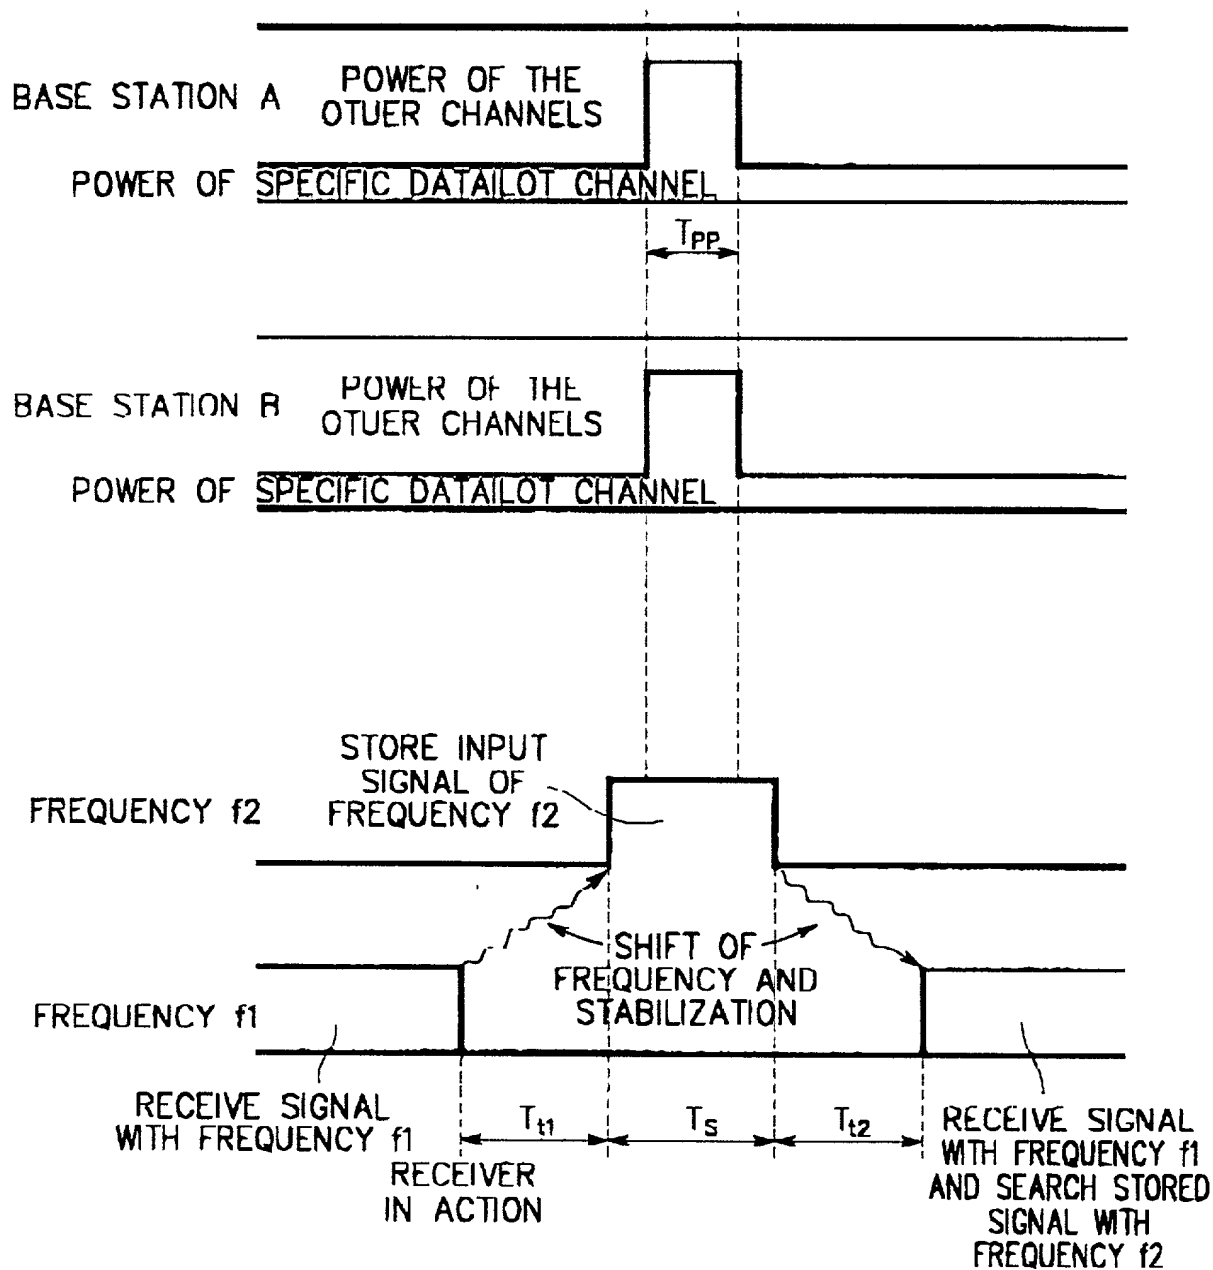 BASE STATION A
POWER OF THE
OTUER CHANNELS
POWER OF SPECIFIC DATAILOT CHANNEL
TPP
BASE STATION B
POWER OF THE
OTUER CHANNELS
POWER OF SPECIFIC DATAILOT CHANNEL
STORE INPUT
SIGNAL OF
FREQUENCY f2
FREQUENCY f2
SHIFT OF
FREQUENCY AND
STABILIZATION
FREQUENCY f1
RECEIVE SIGNAL
WITH FREQUENCY f1
Tt1
TS
Tt2
RECEIVER
IN ACTION
RECEIVE SIGNAL
WITH FREQUENCY f1
AND SEARCH STORED
SIGNAL WITH
FREQUENCY f2